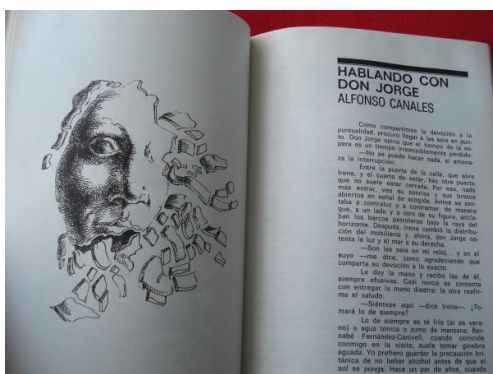 HABLANDO CON
DON JORGE
ALFONSO CANALES
Como compartimos la devoción a la
puntualidad, procuro llegar a las seis en pun-
to. Don Jorge opina que el tiempo de la es-
pera es un tiempo irremediblemente perdido.
—No se puede hacer nada, si amena-
za la interrupción.
Entre la puerta de la calle, que abre
Irene, y el cuarto de estar, hay otra puerta
que no suele estar cerrada. Por eso, nada
más entrar, veo su sonrisa y sus brazos
abiertos en señal de acogida. Antes se sen-
taba a contraluz y a contramar, de manera
que, a un lado y a otro de su figura, ancla-
ban los barcos petroleros bajo la raya del
horizonte. Después, Irene cambió la distribu-
ción del mobiliario y, ahora, don Jorge os-
tenta la luz y el mar a su derecha.
—Son las seis en mi reloj... y en el
suyo —me dice, como agradeciendo que
comparta su devoción a lo exacto.
Le doy la mano y recibo las de él,
siempre efusivas. Casi nunca se contenta
con entregar la mano diestra: la otra reafir-
ma el saludo.
—Siéntese aquí —dice Irene—. ¿To-
mará lo de siempre?
Lo de siempre es té frío (si es vera-
no) o agua tónica o zumo de manzana. Ber-
nabé Fernández-Canivell, cuando coincide
conmigo en la visita, suele tomar ginebra
aguada. Yo prefiero guardar la precaución bri-
tánica de no beber alcohol antes de que el
sol se ponga. Hace un par de años, cuando